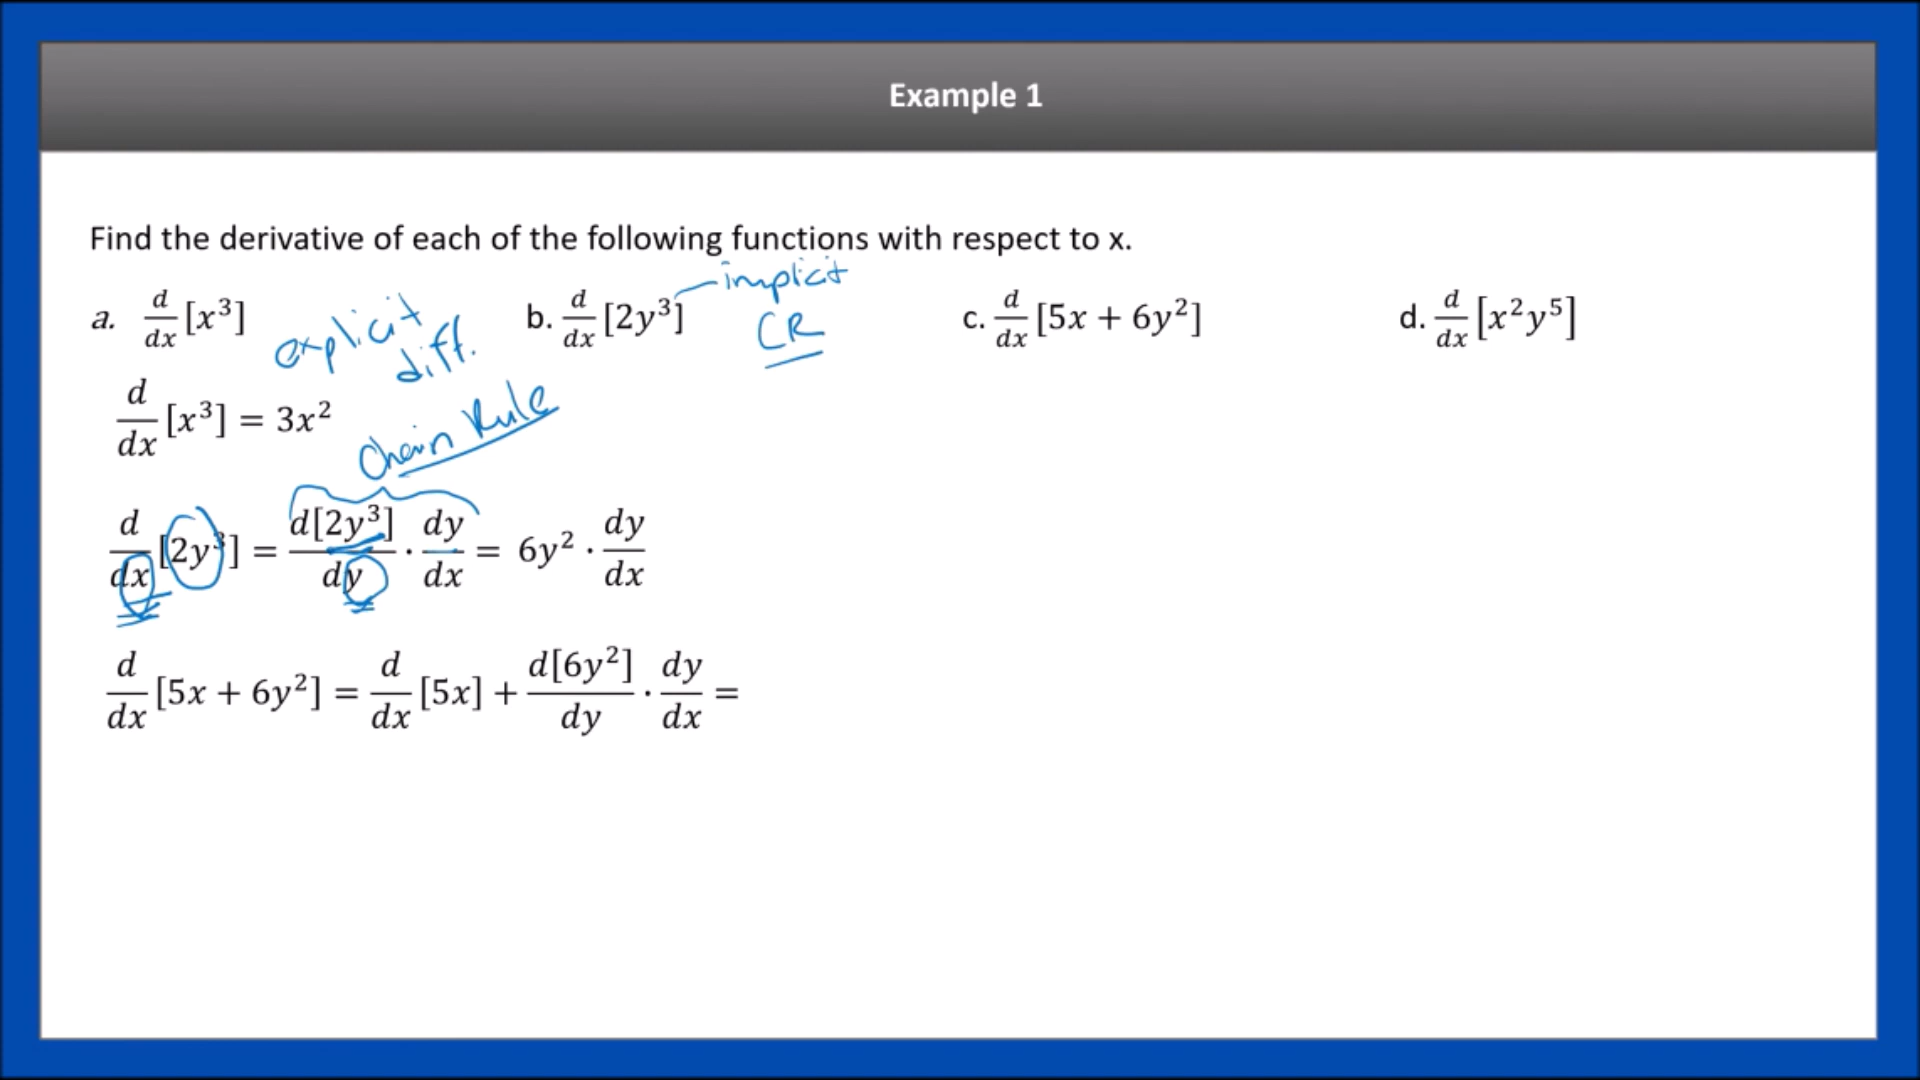 Example 1
Find the derivative of each of the following functions with respect to x.
implicit
a. d/dx [x³]
explicit
diff.
b. d/dx [2y³]
CR
c. d/dx [5x + 6y²]
d. d/dx [x²y⁵]
d/dx [x³] = 3x²
Chain Rule
d/dx [2y³] = d[2y³]/dy · dy/dx = 6y² · dy/dx
d/dx [5x + 6y²] = d/dx [5x] + d[6y²]/dy · dy/dx =